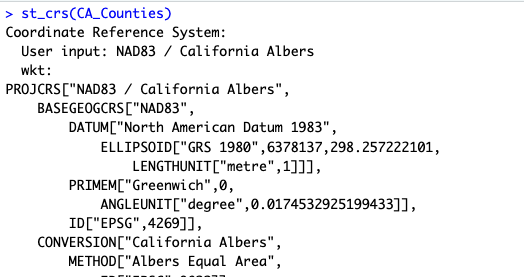 > st_crs(CA_Counties)
Coordinate Reference System:
  User input: NAD83 / California Albers
  wkt:
PROJCRS["NAD83 / California Albers",
    BASEGEOGCRS["NAD83",
        DATUM["North American Datum 1983",
            ELLIPSOID["GRS 1980",6378137,298.257222101,
                LENGTHUNIT["metre",1]]],
        PRIMEM["Greenwich",0,
            ANGLEUNIT["degree",0.0174532925199433]],
        ID["EPSG",4269]],
    CONVERSION["California Albers",
        METHOD["Albers Equal Area",